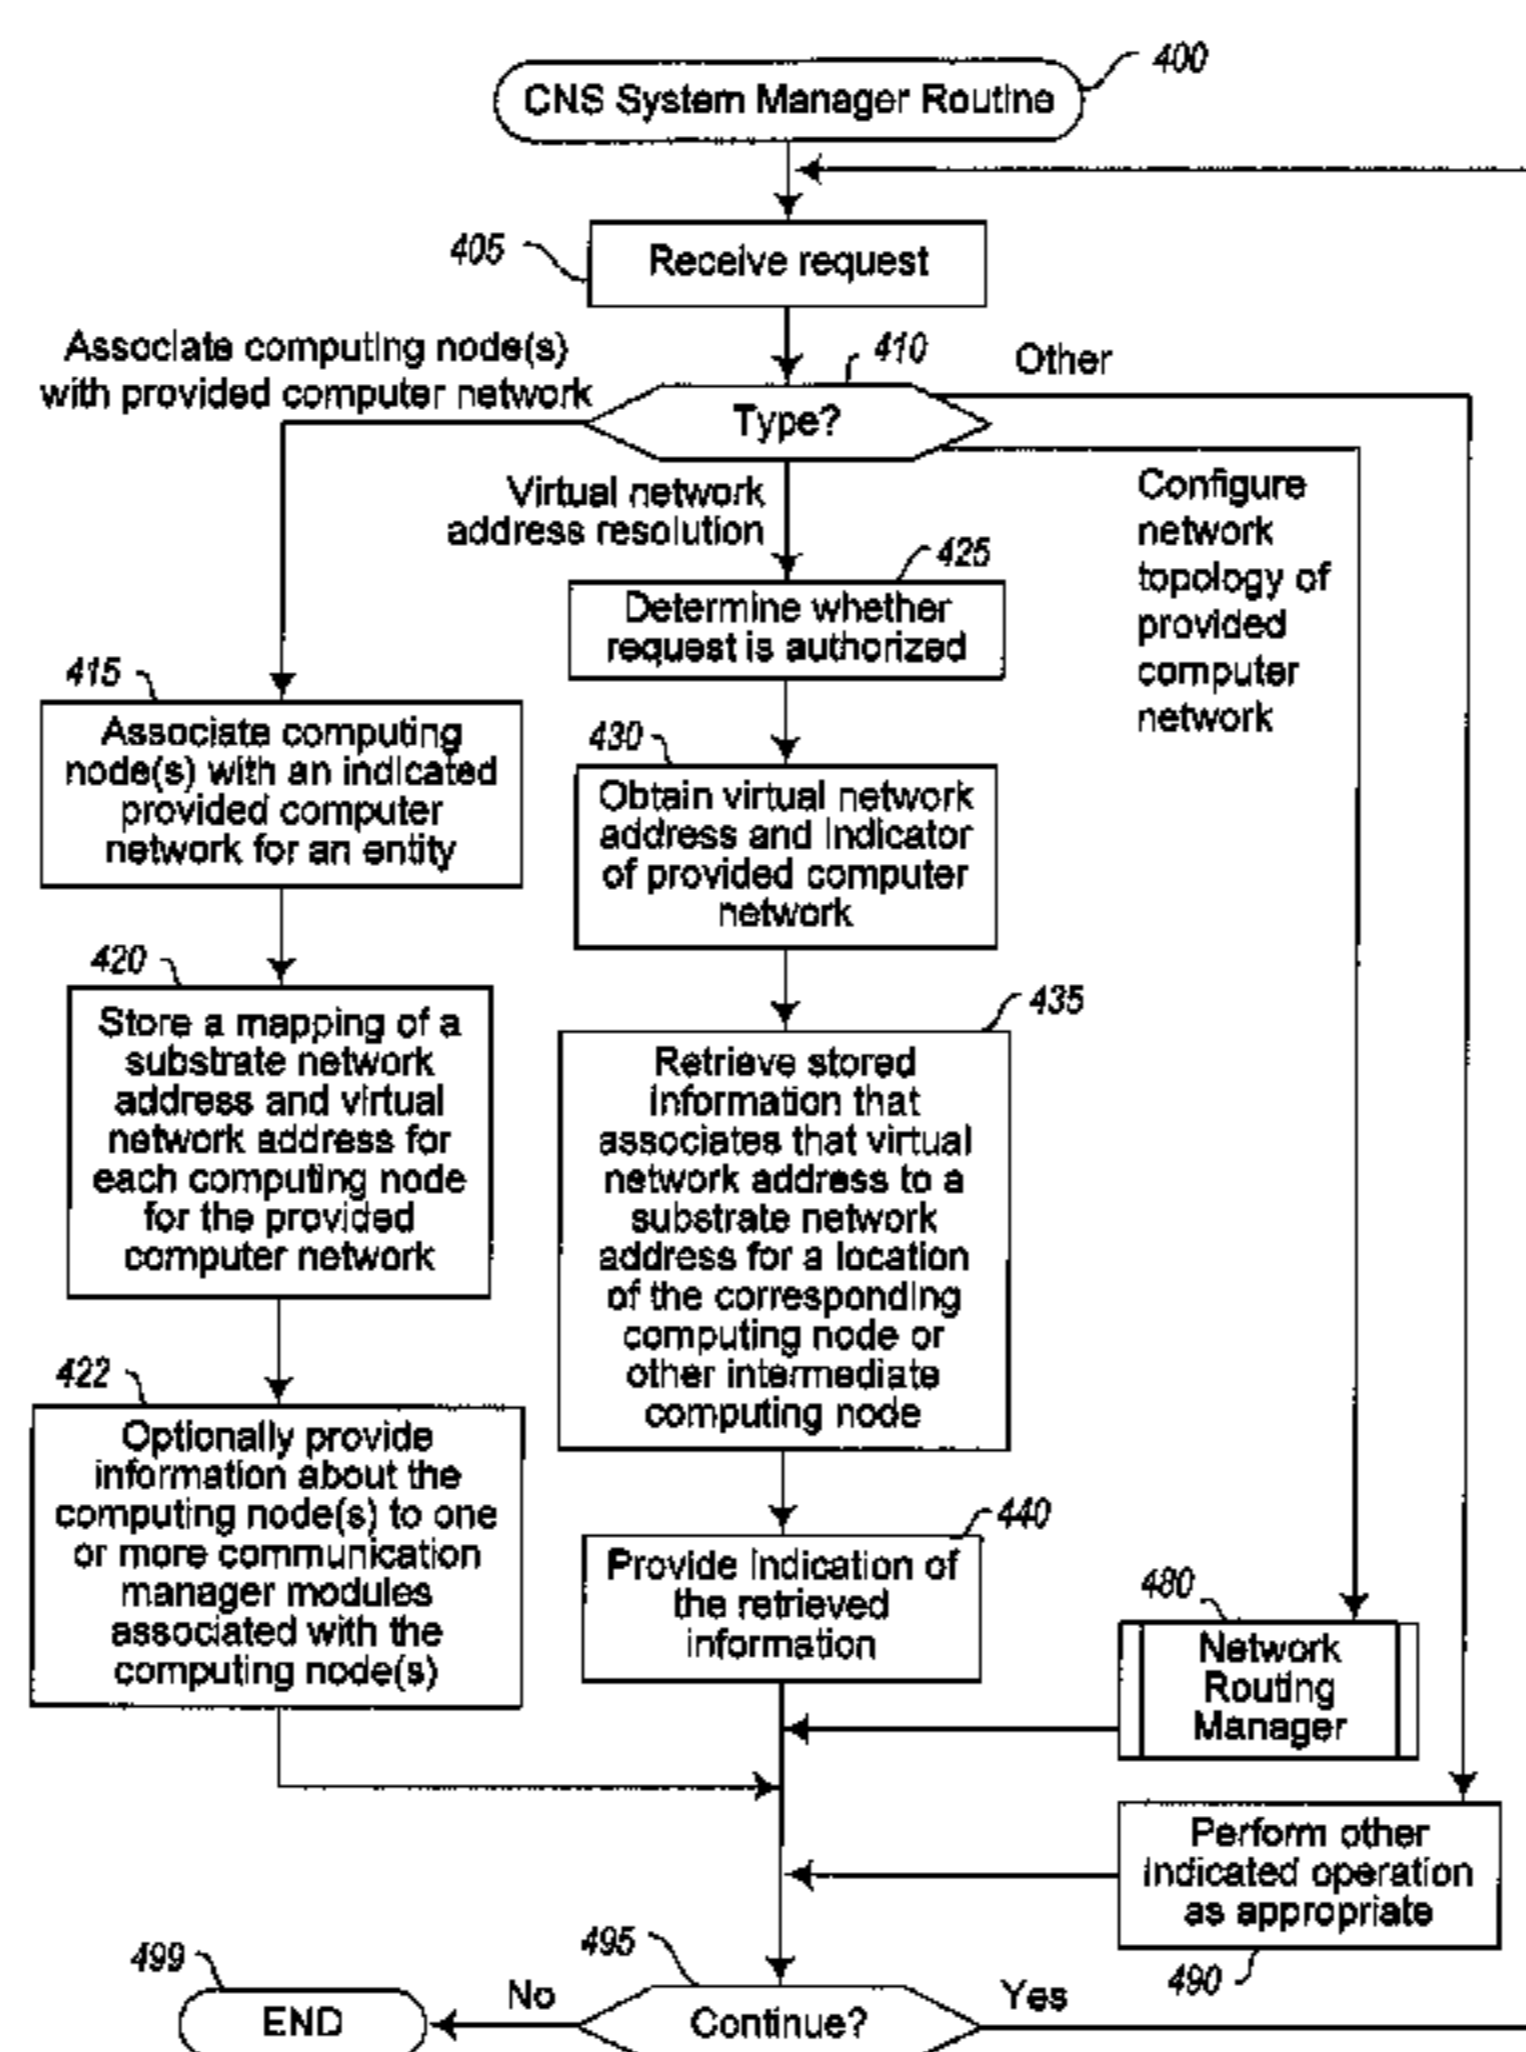 400
CNS System Manager Routine
405
Receive request
Associate computing node(s)
with provided computer network
410
Other
Type?
Virtual network
address resolution
Configure
network
topology of
provided
computer
network
425
Determine whether
request is authorized
415
Associate computing
node(s) with an indicated
provided computer
network for an entity
430
Obtain virtual network
address and indicator
of provided computer
network
420
Store a mapping of a
substrate network
address and virtual
network address for
each computing node
for the provided
computer network
435
Retrieve stored
information that
associates that virtual
network address to a
substrate network
address for a location
of the corresponding
computing node or
other intermediate
computing node
422
Optionally provide
information about the
computing node(s) to one
or more communication
manager modules
associated with the
computing node(s)
440
Provide indication of
the retrieved
information
480
Network
Routing
Manager
Perform other
indicated operation
as appropriate
490
495
Continue?
No
Yes
499
END